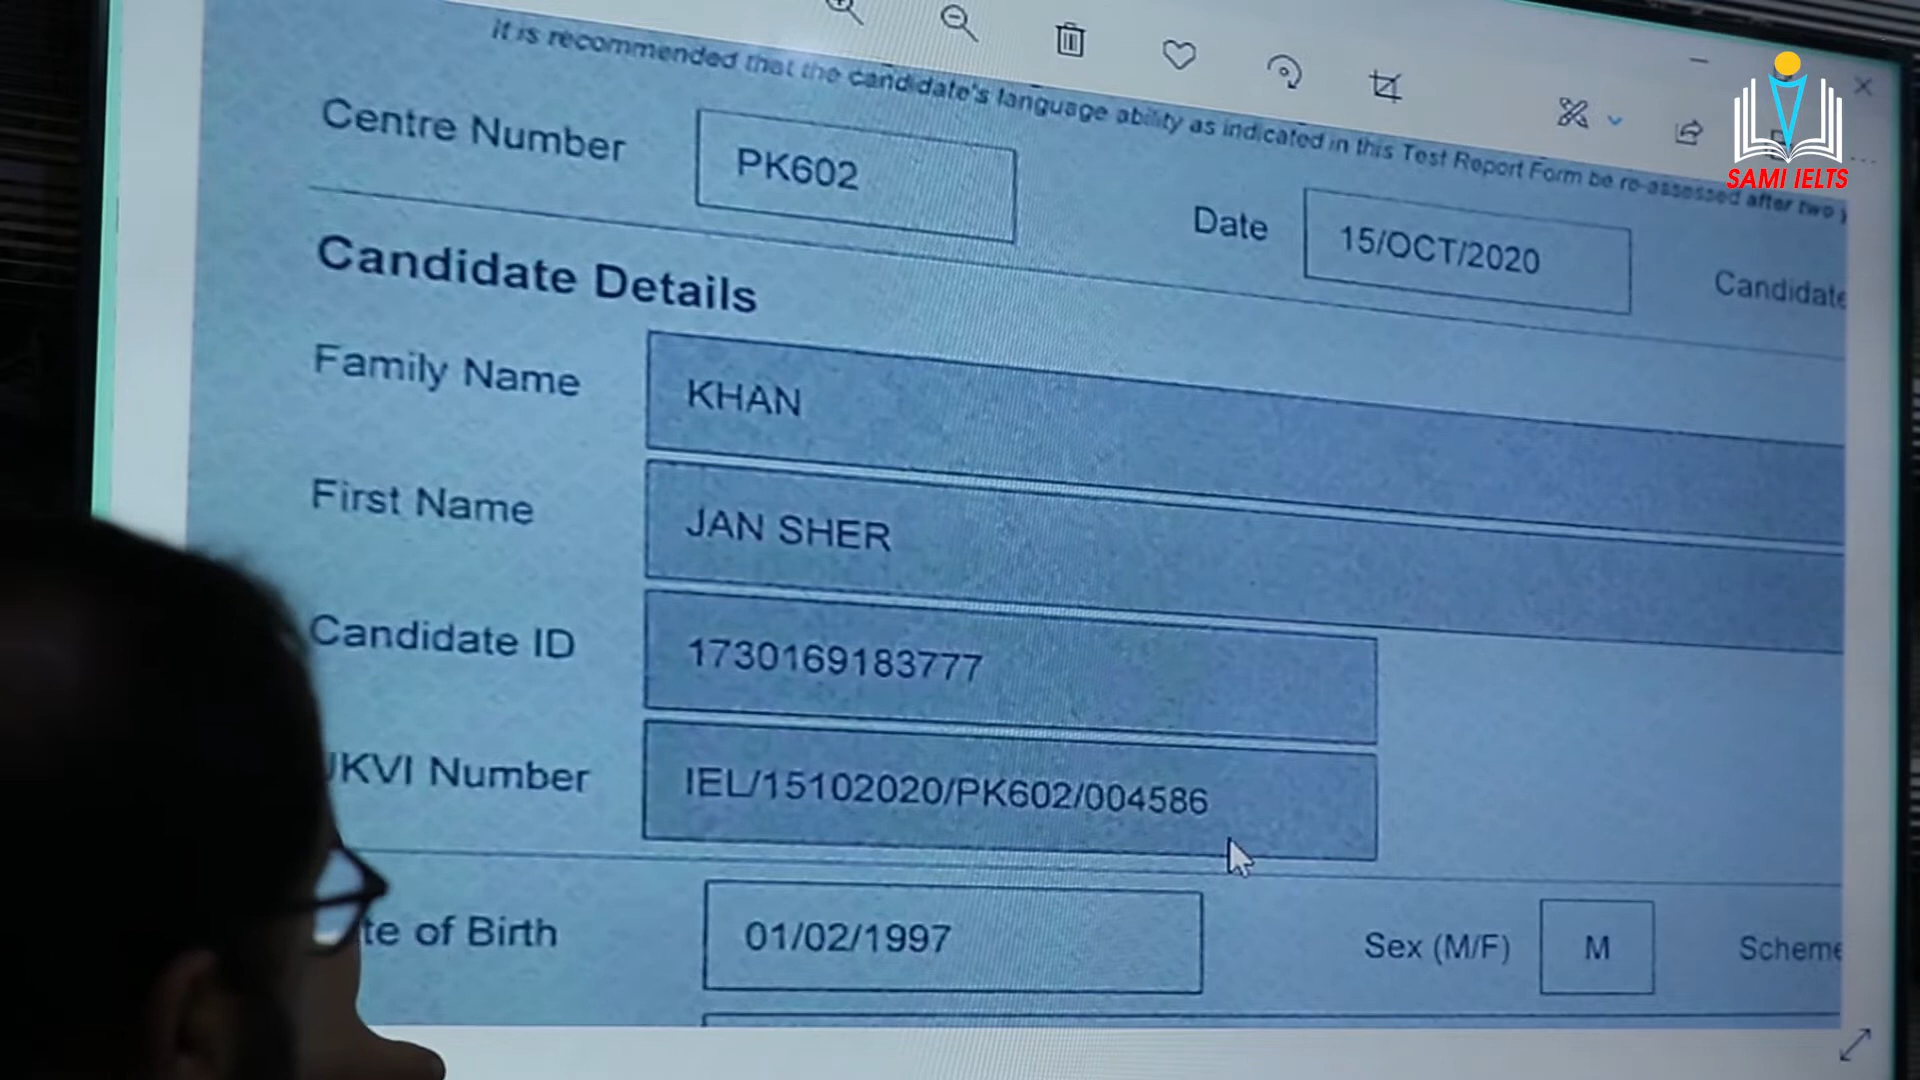 It is recommended that the candidate's language ability as indicated in this Test Report Form be re-assessed after two
SAMI IELTS
Centre Number PK602
Date 15/OCT/2020 Candidate
Candidate Details
Family Name KHAN
First Name JAN SHER
Candidate ID 1730169183777
UKVI Number IEL/15102020/PK602/004586
te of Birth 01/02/1997 Sex (M/F) M Scheme